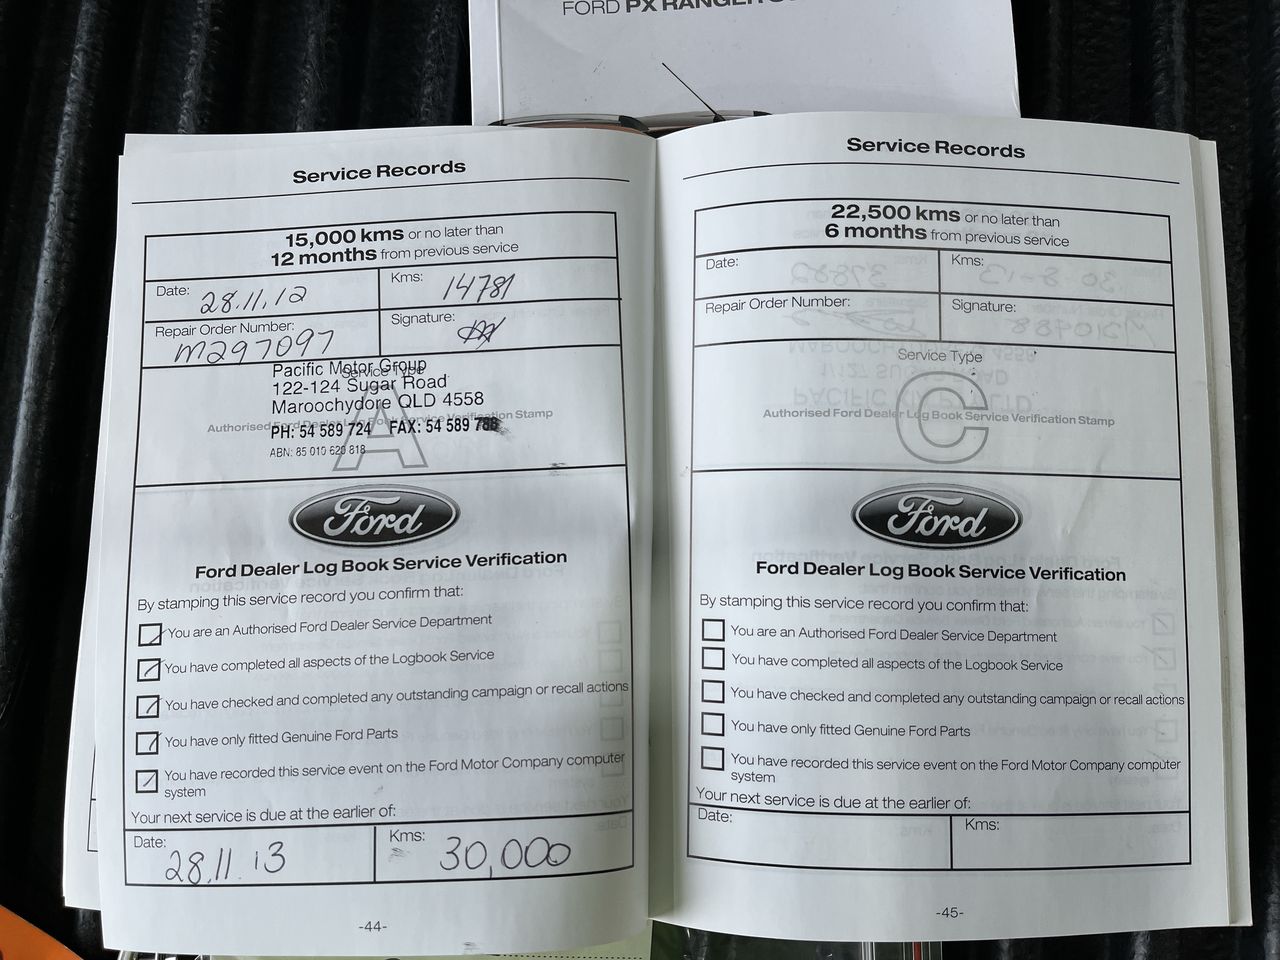 FORD PX RANGER
Service Records
15,000 kms or no later than
12 months from previous service
Date: 28.11.12
Kms: 14781
Repair Order Number: M297097
Signature:
Service Type
A
Authorised Ford Dealer Log Book Service Verification Stamp
Pacific Motor Group
122-124 Sugar Road
Maroochydore QLD 4558
PH: 54 589 724 FAX: 54 589 788
ABN: 85 010 620 818
Ford
Ford Dealer Log Book Service Verification
By stamping this service record you confirm that:
You are an Authorised Ford Dealer Service Department
You have completed all aspects of the Logbook Service
You have checked and completed any outstanding campaign or recall actions
You have only fitted Genuine Ford Parts
You have recorded this service event on the Ford Motor Company computer
system
Your next service is due at the earlier of:
Date: 28.11.13
Kms: 30,000
-44-
Service Records
22,500 kms or no later than
6 months from previous service
Date:
Kms:
Repair Order Number:
Signature:
Service Type
C
Authorised Ford Dealer Log Book Service Verification Stamp
Ford
Ford Dealer Log Book Service Verification
By stamping this service record you confirm that:
You are an Authorised Ford Dealer Service Department
You have completed all aspects of the Logbook Service
You have checked and completed any outstanding campaign or recall actions
You have only fitted Genuine Ford Parts
You have recorded this service event on the Ford Motor Company computer
system
Your next service is due at the earlier of:
Date:
Kms:
-45-